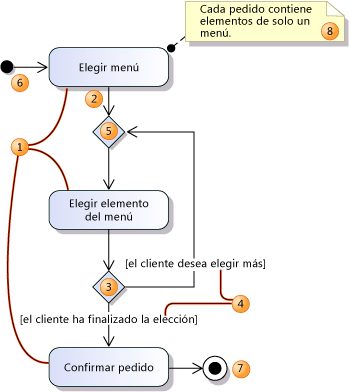 Cada pedido contiene
elementos de solo un
menú.
8
Elegir menú
6
2
5
1
Elegir elemento
del menú
[el cliente desea elegir más]
3
4
[el cliente ha finalizado la elección]
Confirmar pedido
7